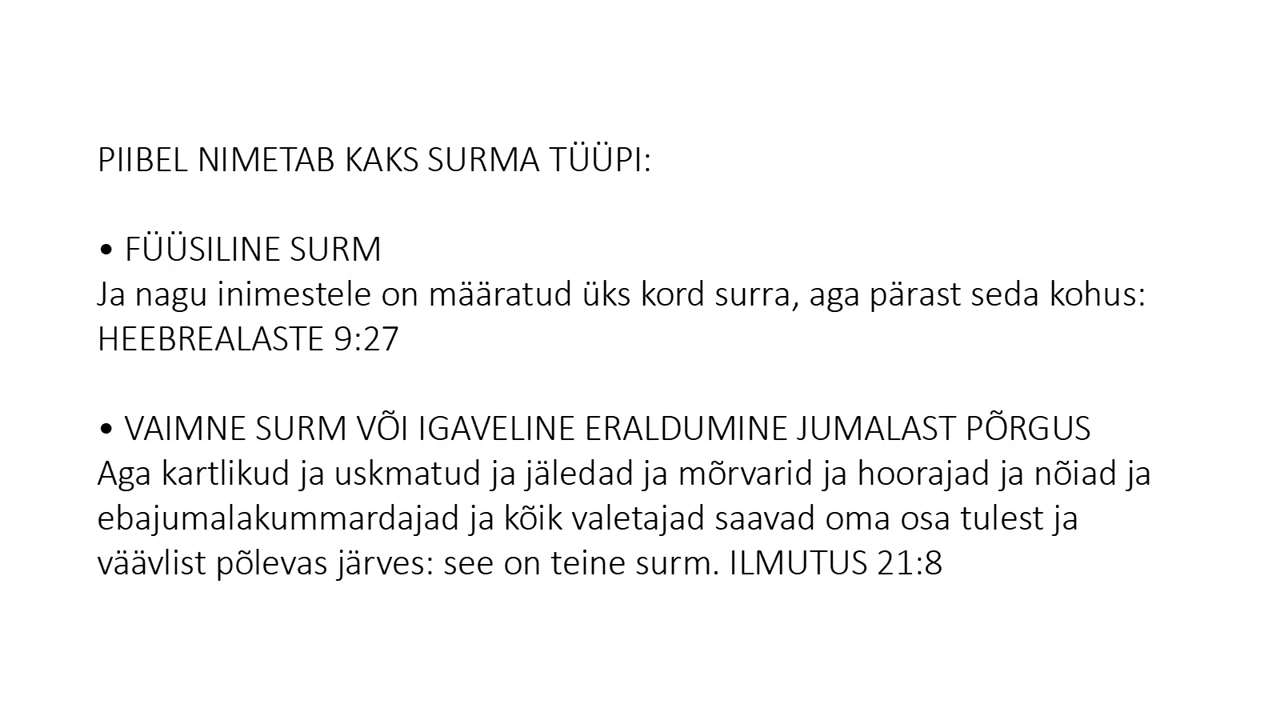 PIIBEL NIMETAB KAKS SURMA TÜÜPI:
• FÜÜSILINE SURM
Ja nagu inimestele on määratud üks kord surra, aga pärast seda kohus:
HEEBREALASTE 9:27
• VAIMNE SURM VÕI IGAVELINE ERALDUMINE JUMALAST PÕRGUS
Aga kartlikud ja uskmatud ja jäledad ja mõrvarid ja hoorajad ja nõiad ja
ebajumalakummardajad ja kõik valetajad saavad oma osa tulest ja
väävlist põlevas järves: see on teine surm. ILMUTUS 21:8